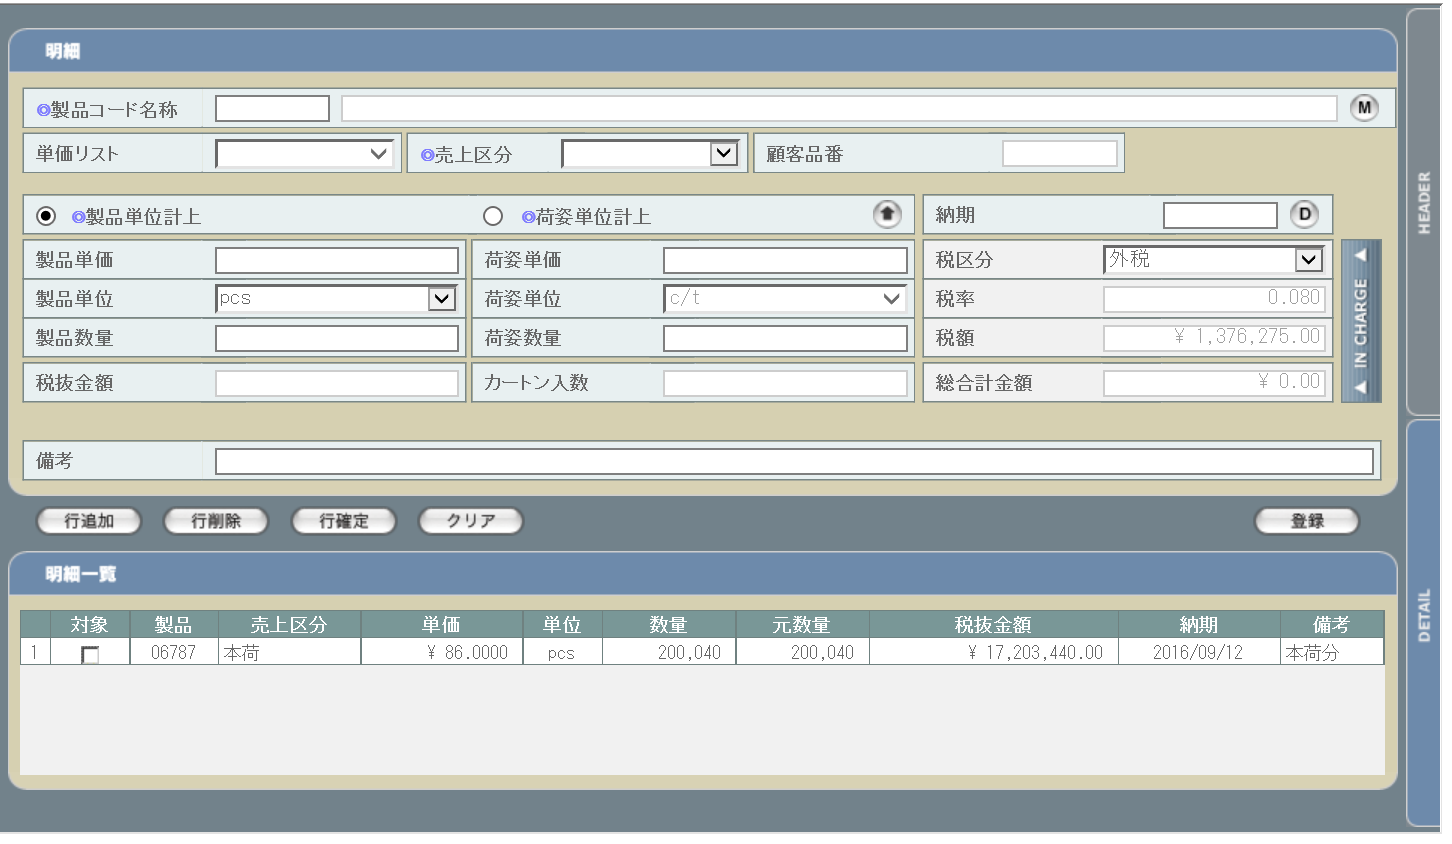 明細
◎製品コード名称 M
単価リスト ◎売上区分 顧客品番
◎製品単位計上 ◎荷姿単位計上 納期 D
製品単価 荷姿単価 税区分 外税
製品単位 pcs 荷姿単位 c/t 税率 0.080
製品数量 荷姿数量 税額 ¥ 1,376,275.00
税抜金額 カートン入数 総合計金額 ¥ 0.00
備考
行追加 行削除 行確定 クリア 登録
明細一覧
対象 製品 売上区分 単価 単位 数量 元数量 税抜金額 納期 備考
1 06787 本荷 ¥ 86.0000 pcs 200,040 200,040 ¥ 17,203,440.00 2016/09/12 本荷分
IN CHARGE
HEADER
DETAIL